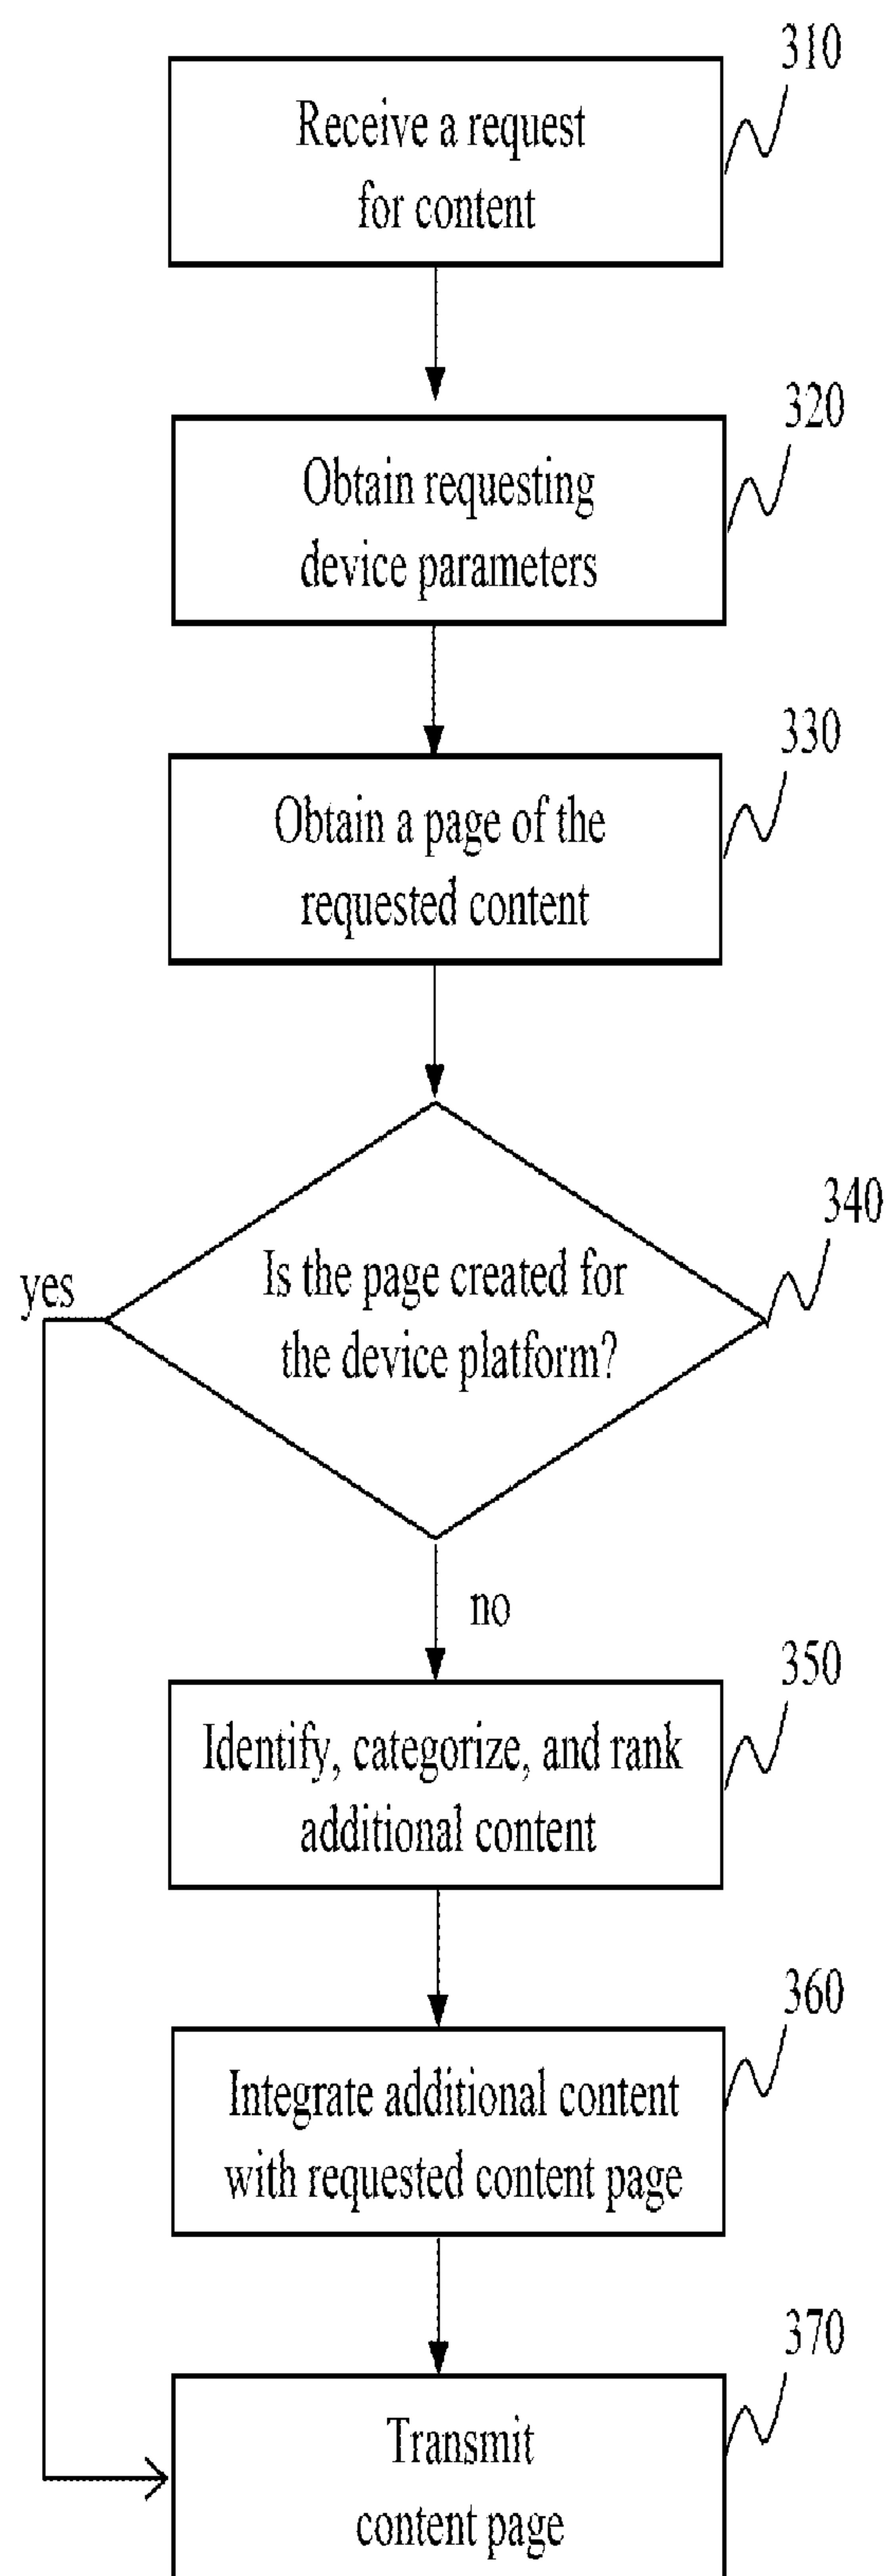 310
Receive a request
for content
320
Obtain requesting
device parameters
330
Obtain a page of the
requested content
340
yes
Is the page created for
the device platform?
no
350
Identify, categorize, and rank
additional content
360
Integrate additional content
with requested content page
370
Transmit
content page